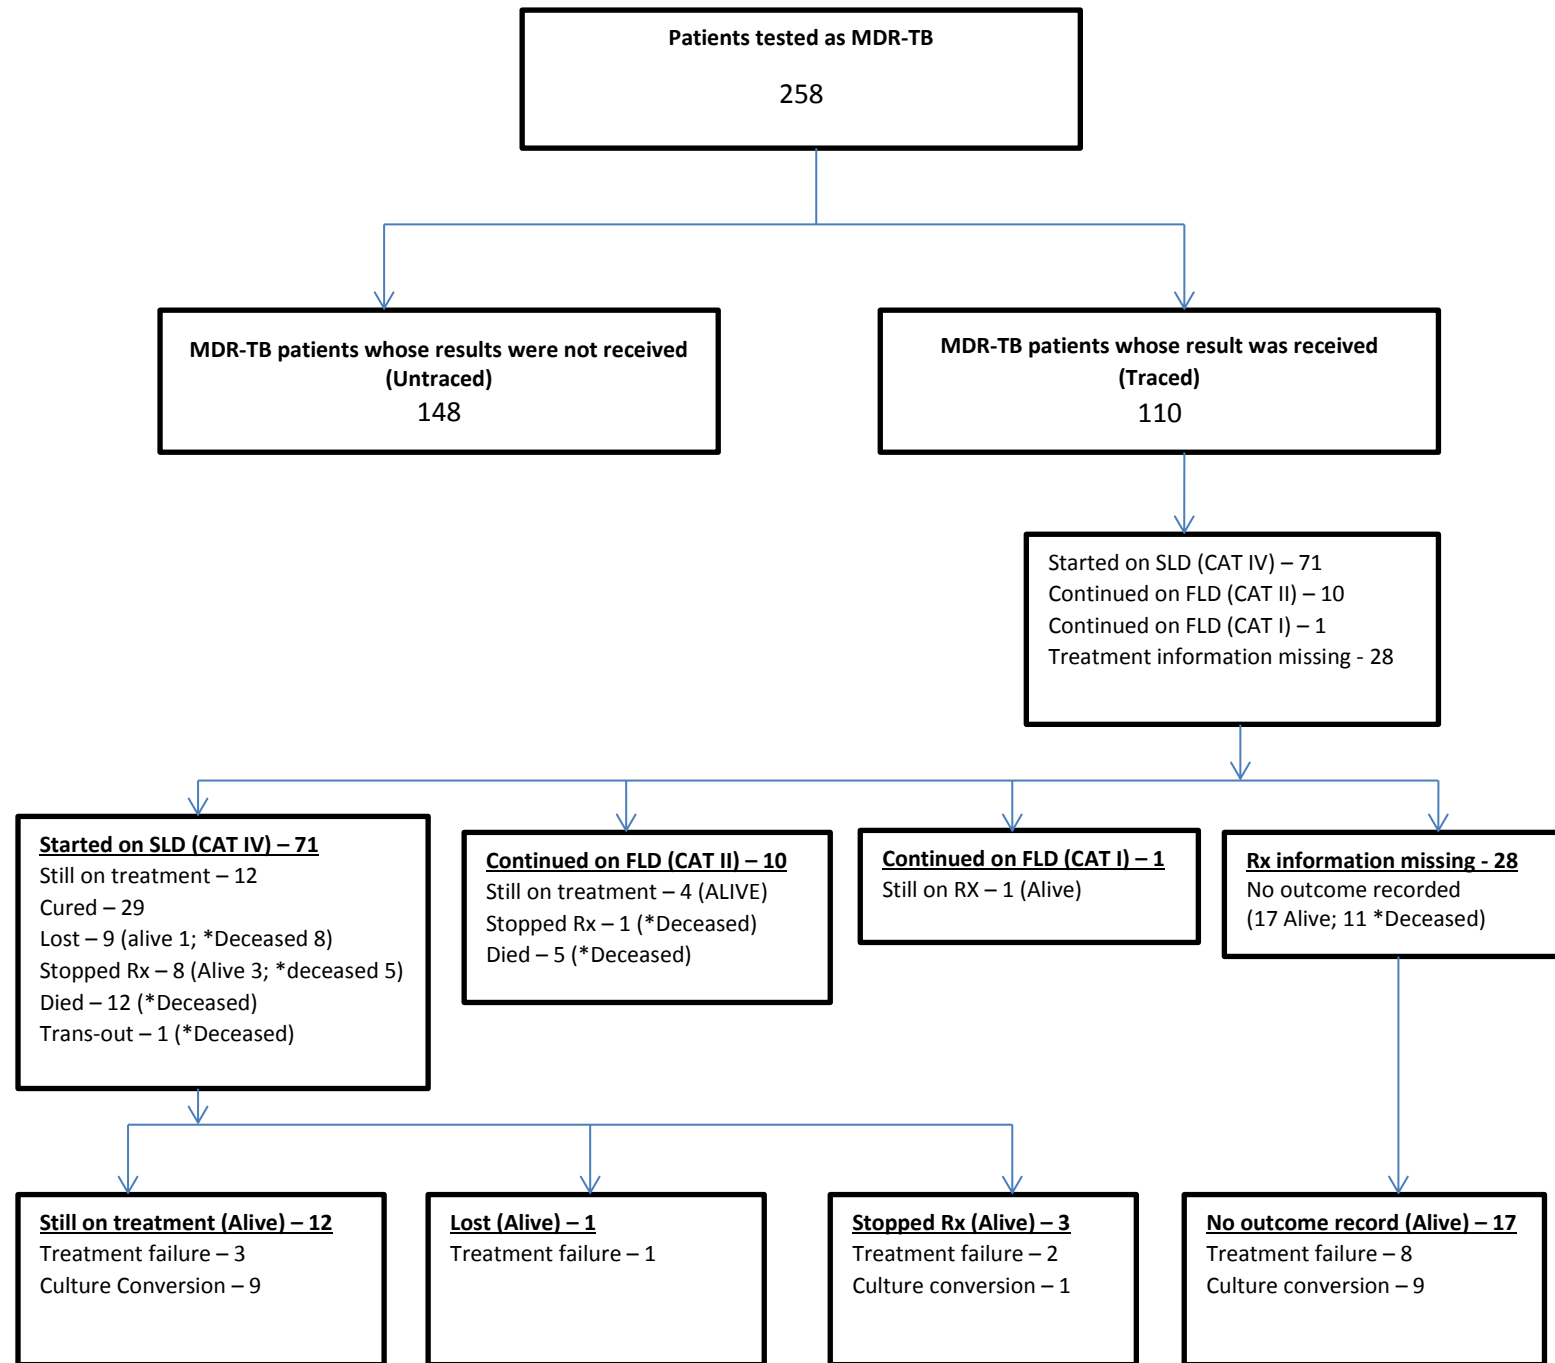 Patients tested as MDR-TB
258
MDR-TB patients whose results were not received
(Untraced)
148
MDR-TB patients whose result was received
(Traced)
110
Started on SLD (CAT IV) – 71
Continued on FLD (CAT II) – 10
Continued on FLD (CAT I) – 1
Treatment information missing - 28
Started on SLD (CAT IV) – 71
Still on treatment – 12
Cured – 29
Lost – 9 (alive 1; *Deceased 8)
Stopped Rx – 8 (Alive 3; *deceased 5)
Died – 12 (*Deceased)
Trans-out – 1 (*Deceased)
Continued on FLD (CAT II) – 10
Still on treatment – 4 (ALIVE)
Stopped Rx – 1 (*Deceased)
Died – 5 (*Deceased)
Continued on FLD (CAT I) – 1
Still on RX – 1 (Alive)
Rx information missing - 28
No outcome recorded
(17 Alive; 11 *Deceased)
Still on treatment (Alive) – 12
Treatment failure – 3
Culture Conversion – 9
Lost (Alive) – 1
Treatment failure – 1
Stopped Rx (Alive) – 3
Treatment failure – 2
Culture conversion – 1
No outcome record (Alive) – 17
Treatment failure – 8
Culture conversion – 9